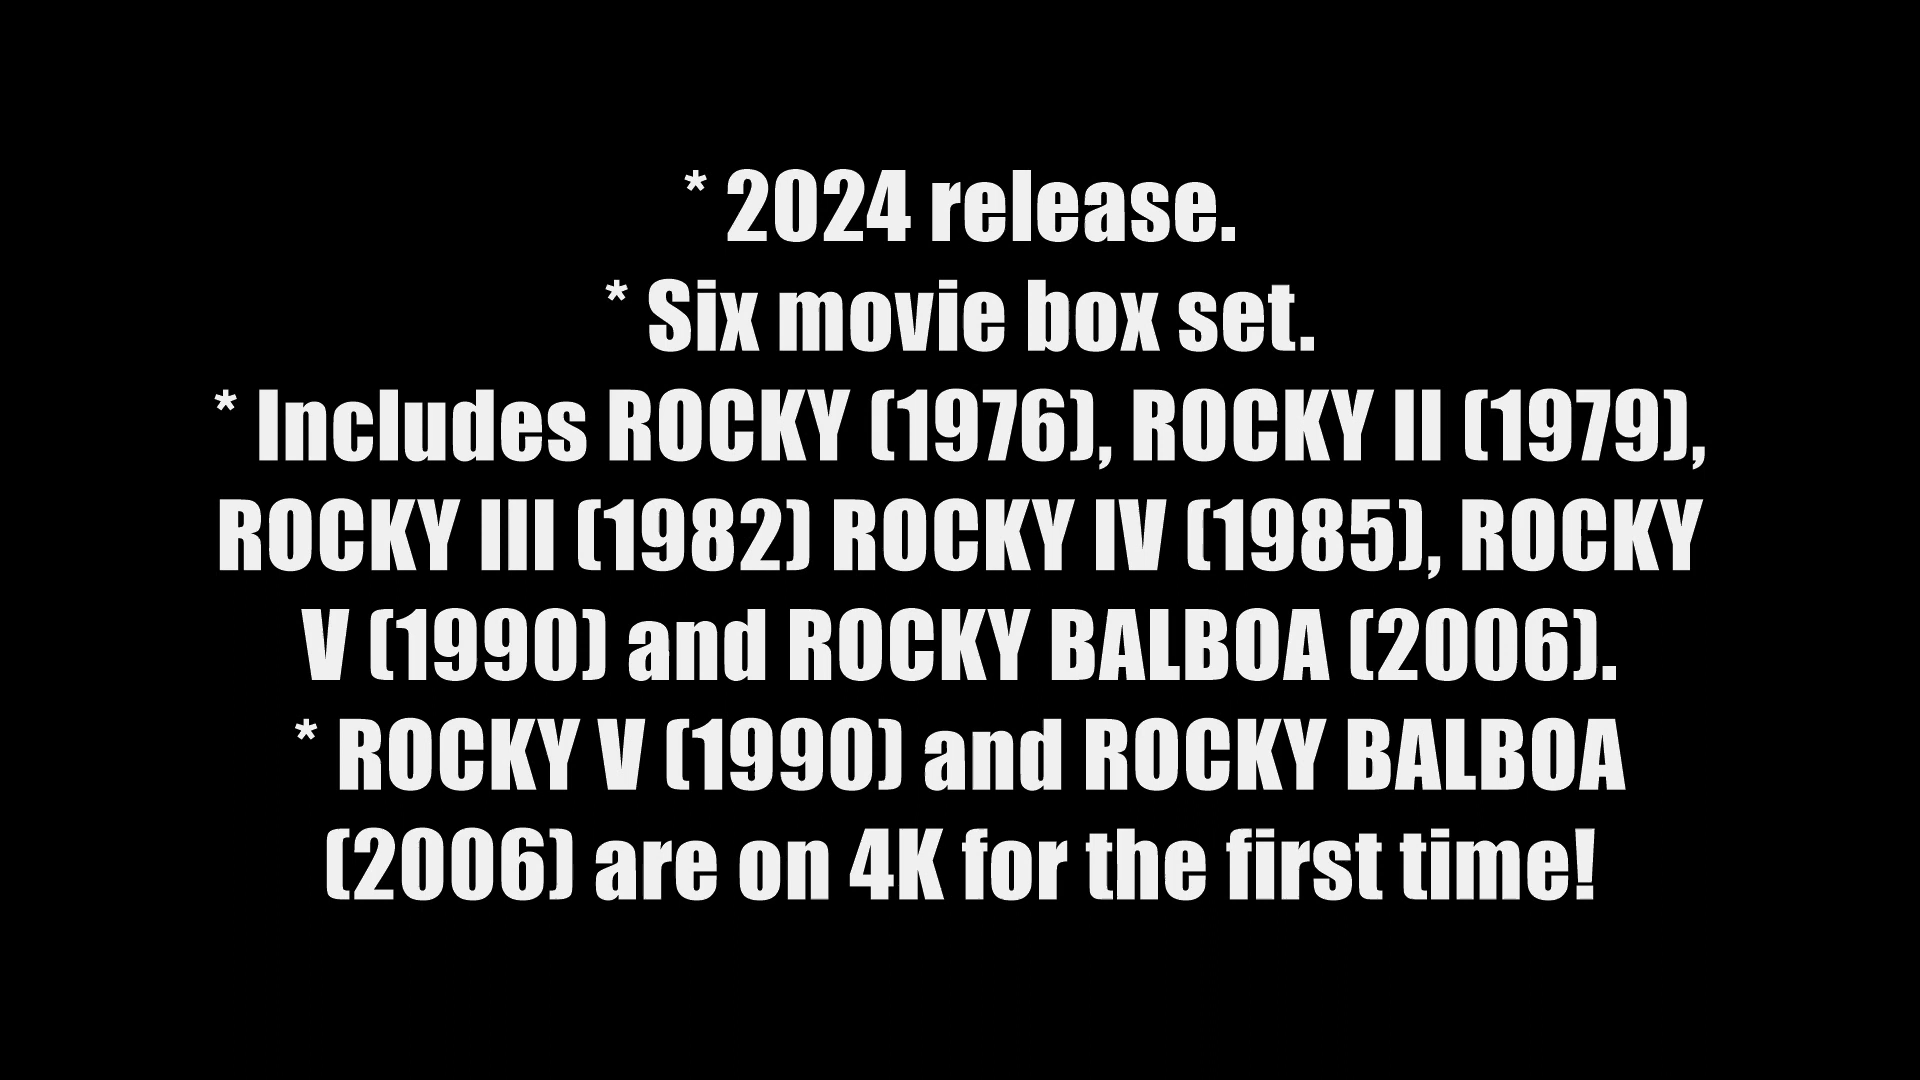 * 2024 release.
* Six movie box set.
* Includes ROCKY (1976), ROCKY II (1979),
ROCKY III (1982) ROCKY IV (1985), ROCKY
V (1990) and ROCKY BALBOA (2006).
* ROCKY V (1990) and ROCKY BALBOA
(2006) are on 4K for the first time!